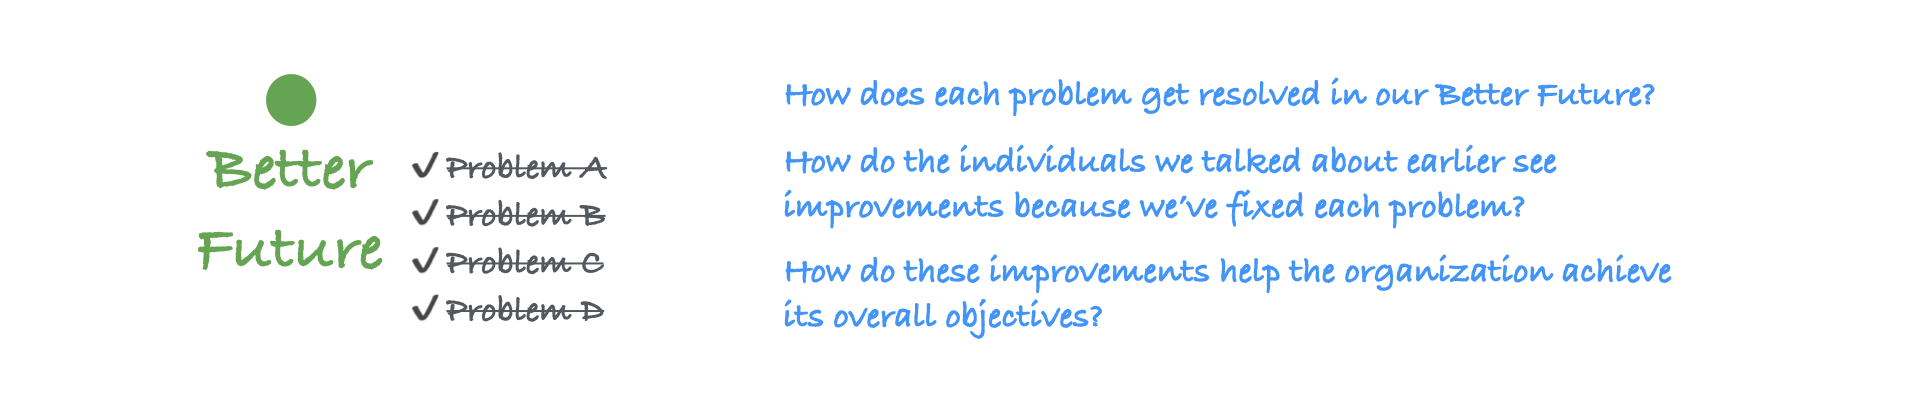 Better
Future
✓ Problem A
✓ Problem B
✓ Problem C
✓ Problem D
How does each problem get resolved in our Better Future?
How do the individuals we talked about earlier see
improvements because we’ve fixed each problem?
How do these improvements help the organization achieve
its overall objectives?